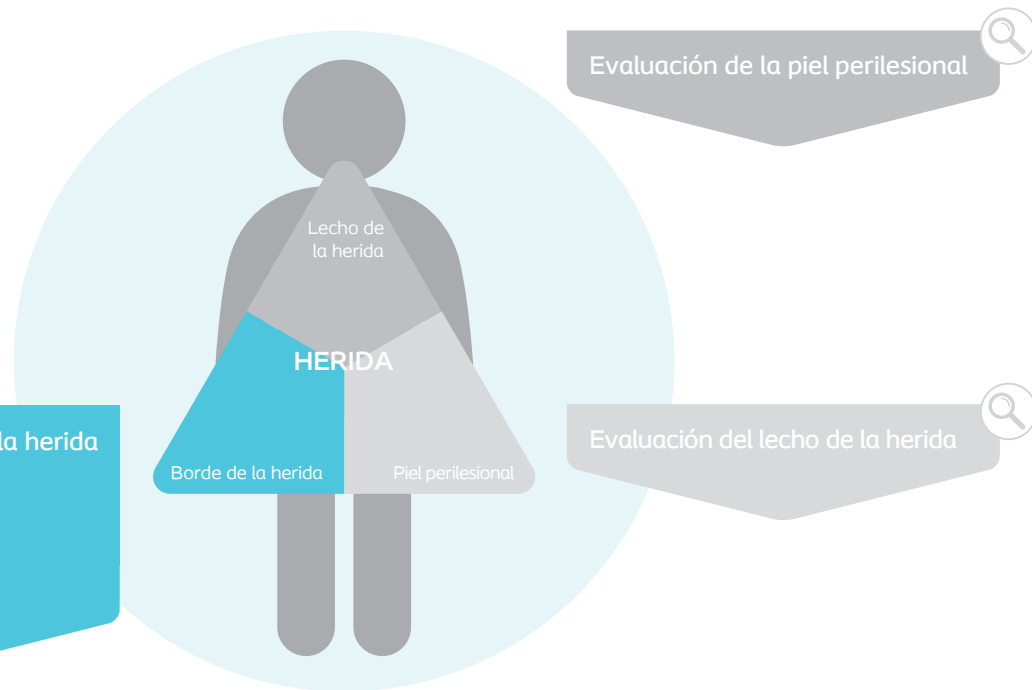 Evaluación de la piel perilesional
Lecho de
la herida
HERIDA
la herida
Evaluación del lecho de la herida
Borde de la herida
Piel perilesional